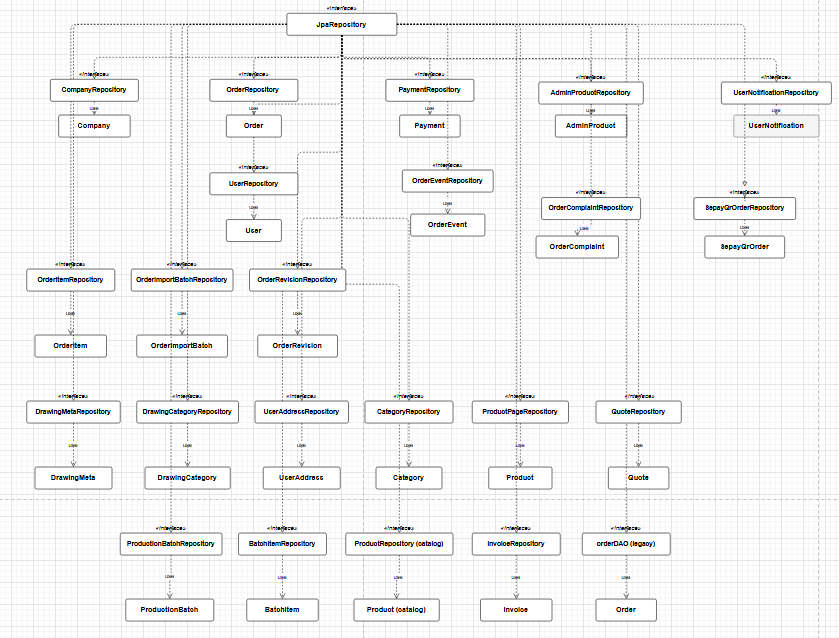 «interface»
JpaRepository
«interface»
«interface»
«interface»
«interface»
«interface»
CompanyRepository
OrderRepository
PaymentRepository
AdminProductRepository
UserNotificationRepository
uses
uses
uses
uses
uses
Company
Order
Payment
AdminProduct
UserNotification
«interface»
«interface»
UserRepository
OrderEventRepository
«interface»
«interface»
uses
uses
OrderComplaintRepository
SepayQrOrderRepository
User
OrderEvent
uses
uses
OrderComplaint
SepayQrOrder
«interface»
«interface»
«interface»
OrderItemRepository
OrderImportBatchRepository
OrderRevisionRepository
uses
uses
uses
OrderItem
OrderImportBatch
OrderRevision
«interface»
«interface»
«interface»
«interface»
«interface»
«interface»
DrawingMetaRepository
DrawingCategoryRepository
UserAddressRepository
CategoryRepository
ProductPageRepository
QuoteRepository
uses
uses
uses
uses
uses
uses
DrawingMeta
DrawingCategory
UserAddress
Category
Product
Quote
«interface»
«interface»
«interface»
«interface»
«interface»
ProductionBatchRepository
BatchItemRepository
ProductRepository (catalog)
InvoiceRepository
orderDAO (legacy)
uses
uses
uses
uses
uses
ProductionBatch
BatchItem
Product (catalog)
Invoice
Order